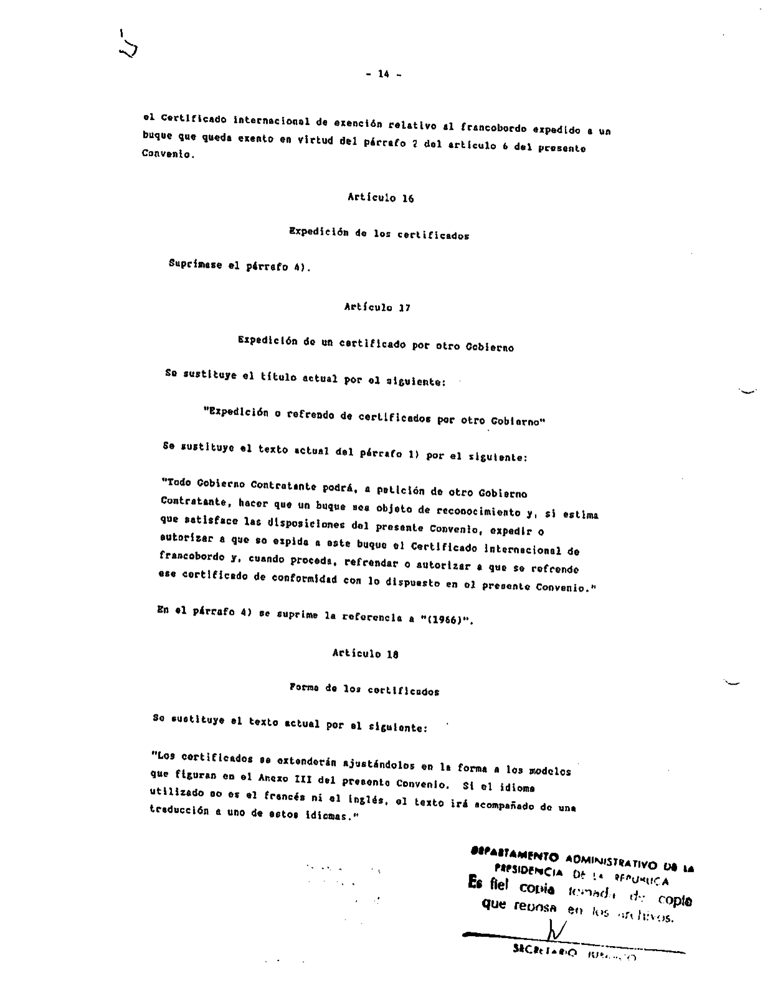 - 14 -
el Certificado internacional de exención relativo al francobordo expedido a un
buque que queda exento en virtud del párrafo 2 del artículo 6 del presente
Convenio.
Artículo 16
Expedición de los certificados
Suprímase el párrafo 4).
Artículo 17
Expedición de un certificado por otro Gobierno
Se sustituye el título actual por el siguiente:
"Expedición o refrendo de certificados por otro Gobierno"
Se sustituye el texto actual del párrafo 1) por el siguiente:
"Todo Gobierno Contratante podrá, a petición de otro Gobierno
Contratante, hacer que un buque sea objeto de reconocimiento y, si estima
que satisface las disposiciones del presente Convenio, expedir o
autorizar a que se expida a este buque el Certificado internacional de
francobordo y, cuando proceda, refrendar o autorizar a que se refrende
ese certificado de conformidad con lo dispuesto en el presente Convenio."
En el párrafo 4) se suprime la referencia a "(1966)".
Artículo 18
Forma de los certificados
Se sustituye el texto actual por el siguiente:
"Los certificados se extenderán ajustándolos en la forma a los modelos
que figuran en el Anexo III del presente Convenio. Si el idioma
utilizado no es el francés ni el inglés, el texto irá acompañado de una
traducción a uno de estos idiomas."
DEPARTAMENTO ADMINISTRATIVO DE LA
PRESIDENCIA DE LA REPUBLICA
Es fiel copia tomada de copia
que reposa en los archivos.
SECRETARIO JURIDICO